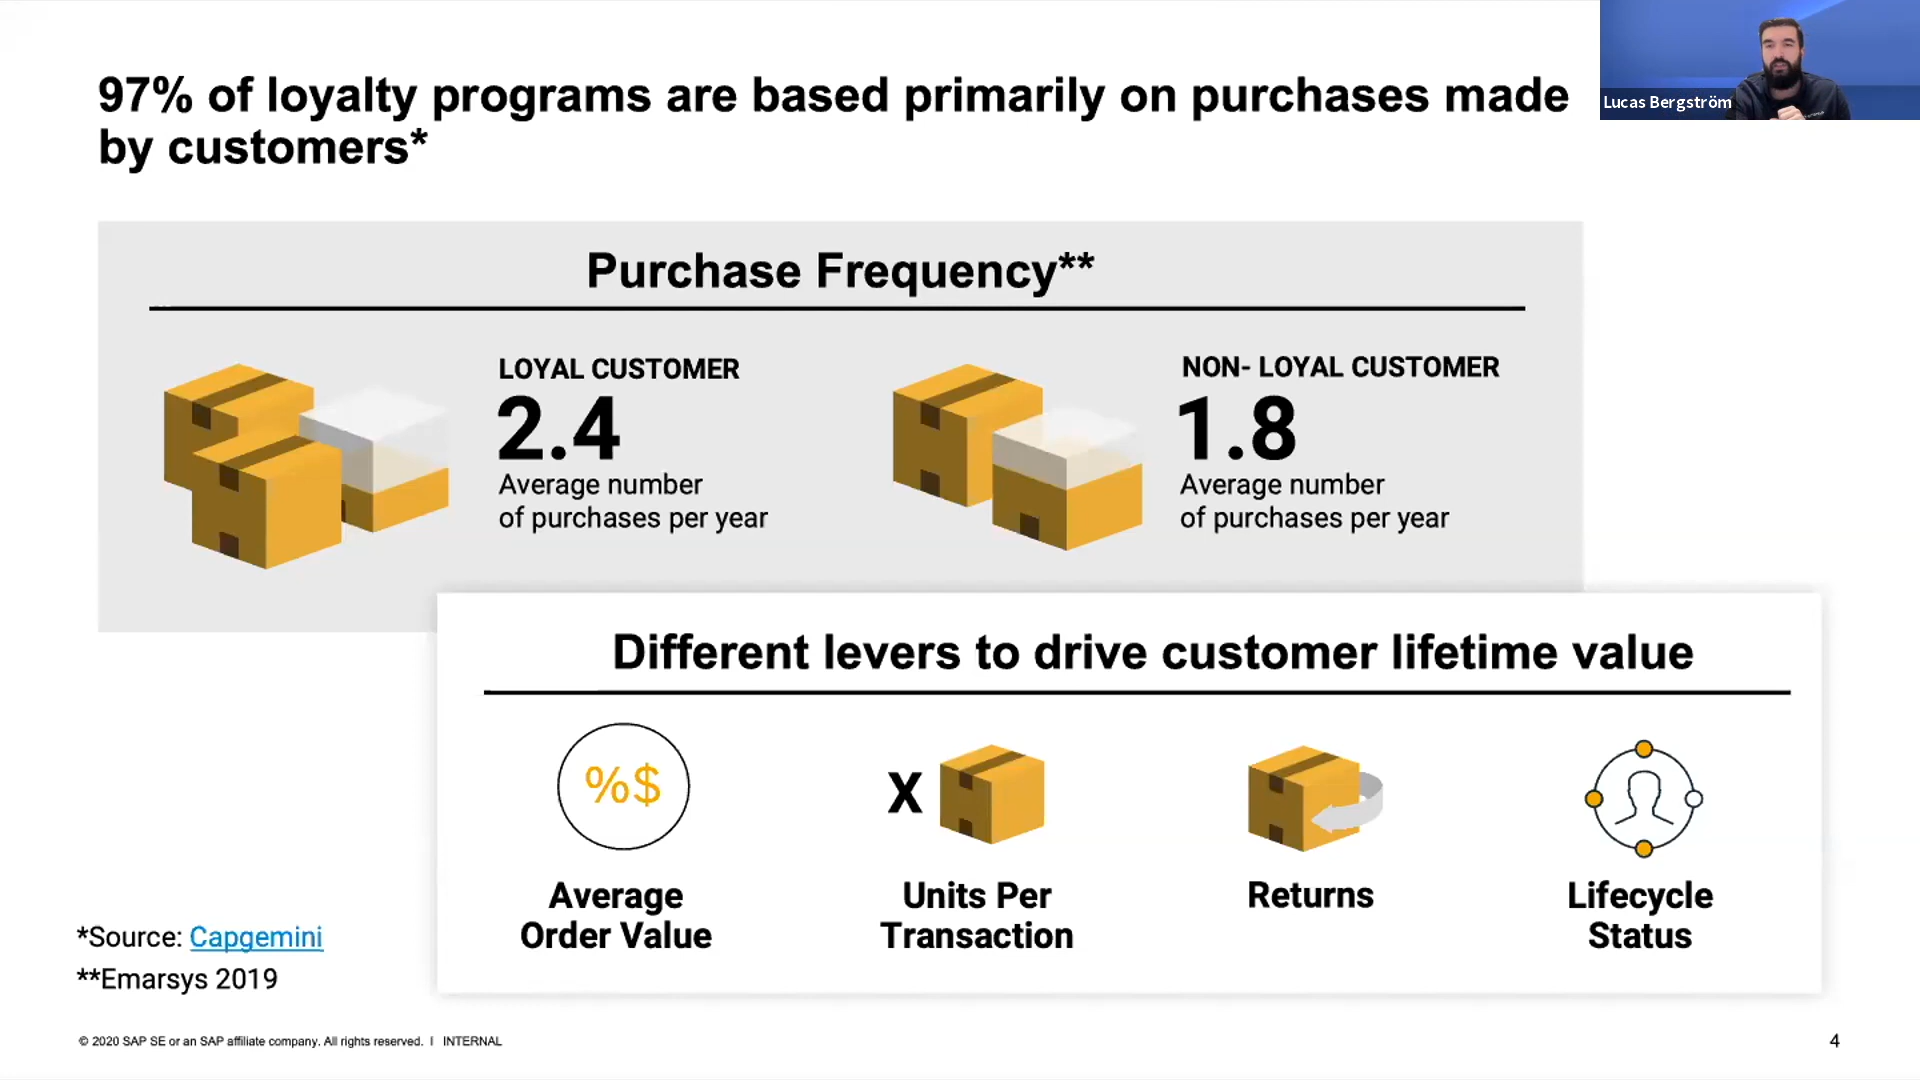 97% of loyalty programs are based primarily on purchases made
by customers*
Lucas Bergström
Purchase Frequency**
LOYAL CUSTOMER
2.4
Average number
of purchases per year
NON- LOYAL CUSTOMER
1.8
Average number
of purchases per year
Different levers to drive customer lifetime value
%$
Average
Order Value
X
Units Per
Transaction
Returns
Lifecycle
Status
*Source: Capgemini
**Emarsys 2019
© 2020 SAP SE or an SAP affiliate company. All rights reserved. I INTERNAL
4